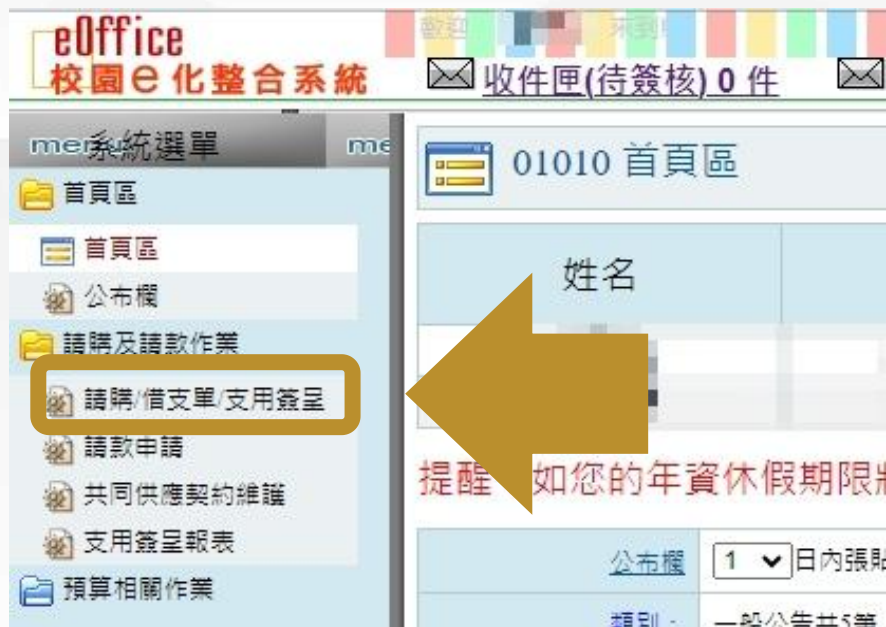 eOffice
校園e化整合系統
歡迎
收件匣(待簽核) 0 件
系統選單
首頁區
首頁區
公布欄
請購及請款作業
請購/借支單/支用簽呈
請款申請
共同供應契約維護
支用簽呈報表
預算相關作業
01010 首頁區
姓名
提醒
如您的年資休假期限
公布欄 1 日內張貼
類別： 一般公告共5筆